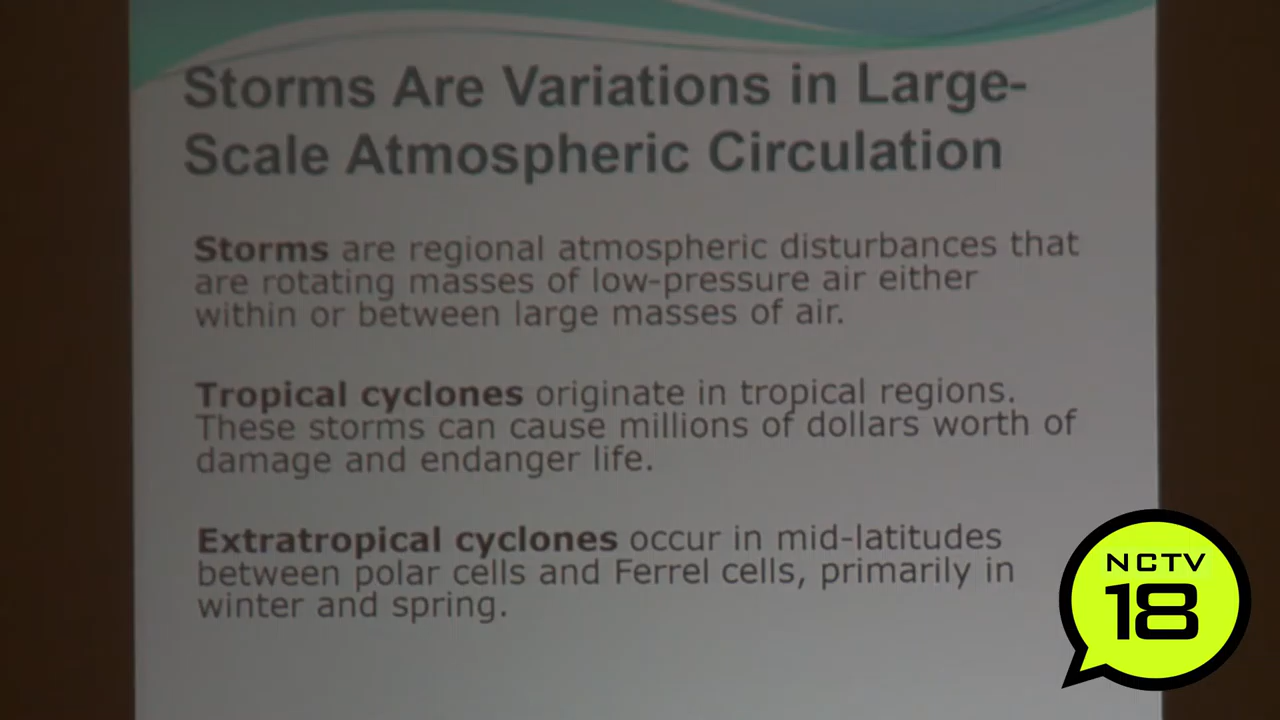 Storms Are Variations in Large-
Scale Atmospheric Circulation
Storms are regional atmospheric disturbances that
are rotating masses of low-pressure air either
within or between large masses of air.
Tropical cyclones originate in tropical regions.
These storms can cause millions of dollars worth of
damage and endanger life.
Extratropical cyclones occur in mid-latitudes
between polar cells and Ferrel cells, primarily in
winter and spring.
NCTV
18